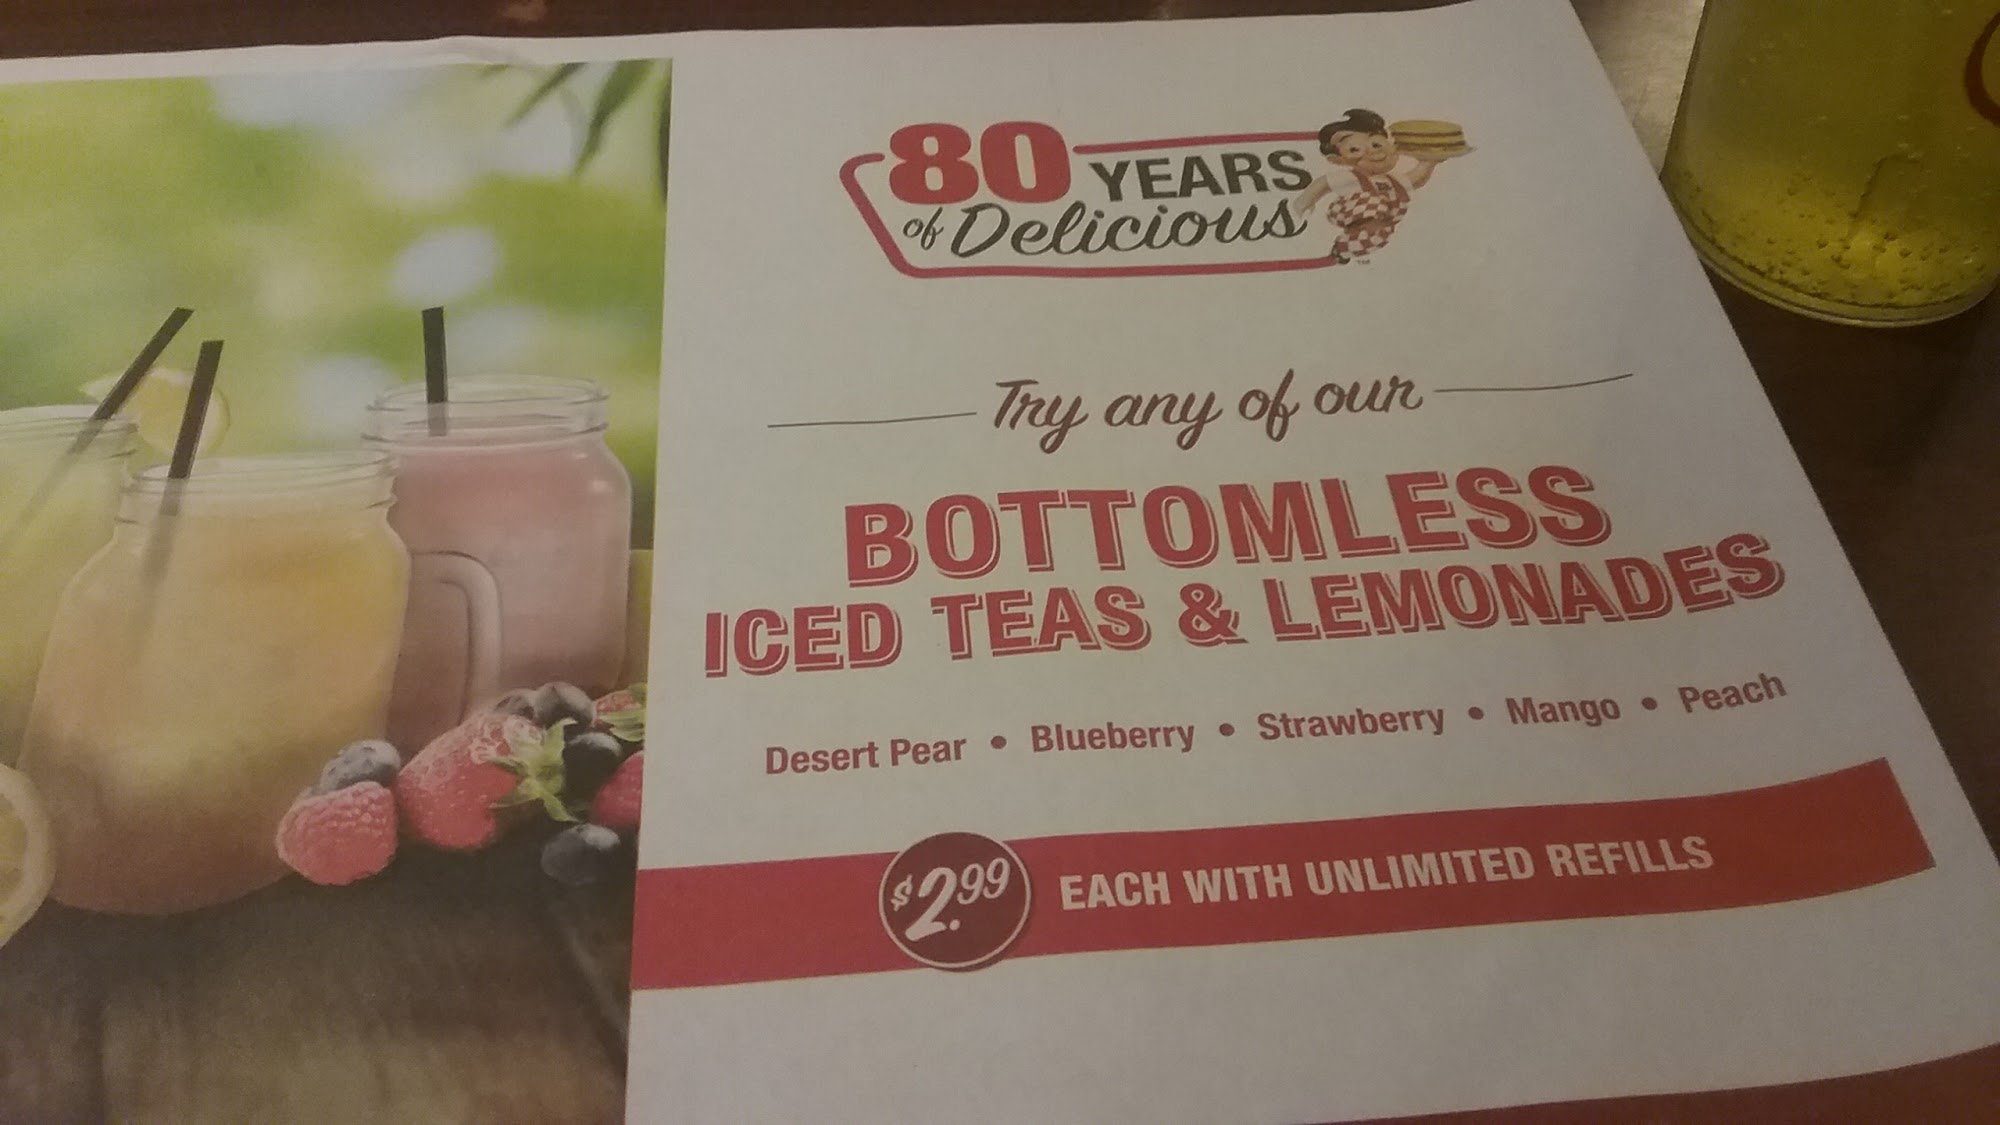 80 YEARS
of Delicious
TM
Try any of our
BOTTOMLESS
ICED TEAS & LEMONADES
Desert Pear • Blueberry • Strawberry • Mango • Peach
$2.99 EACH WITH UNLIMITED REFILLS